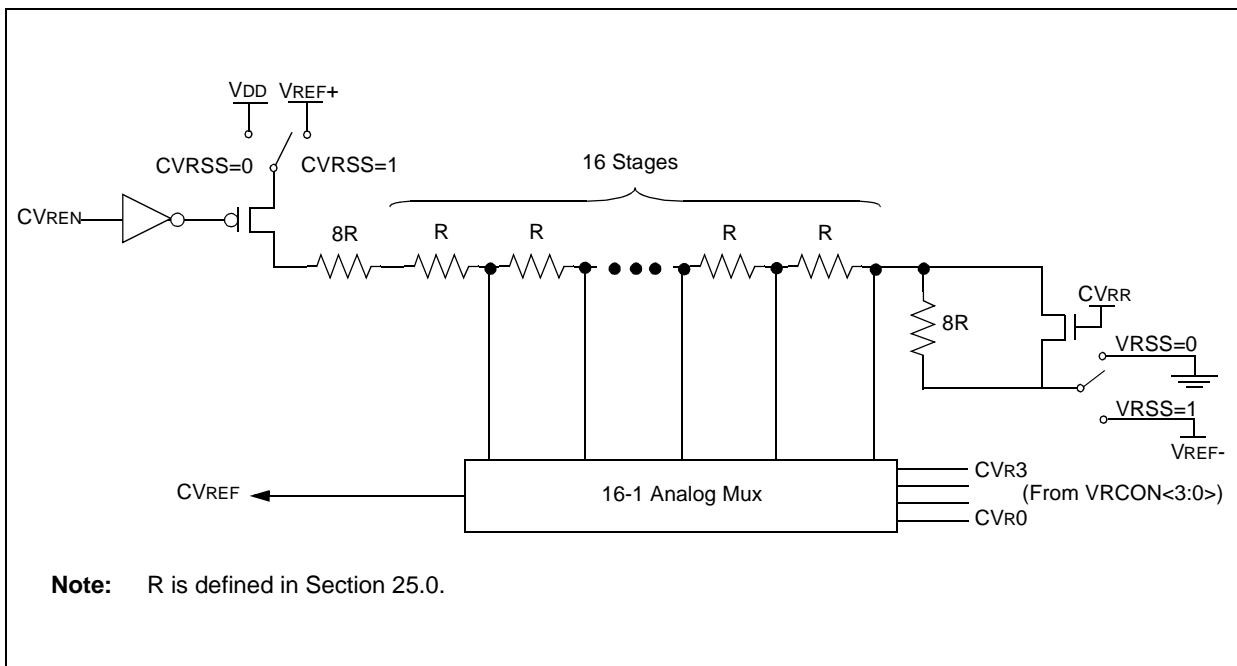 VDD VREF+
CVRSS=0 CVRSS=1
16 Stages
CVREN
8R R R R R
CVRR
8R
VRSS=0
VRSS=1
VREF-
CVREF
16-1 Analog Mux
CVR3
(From VRCON<3:0>)
CVR0
Note: R is defined in Section 25.0.